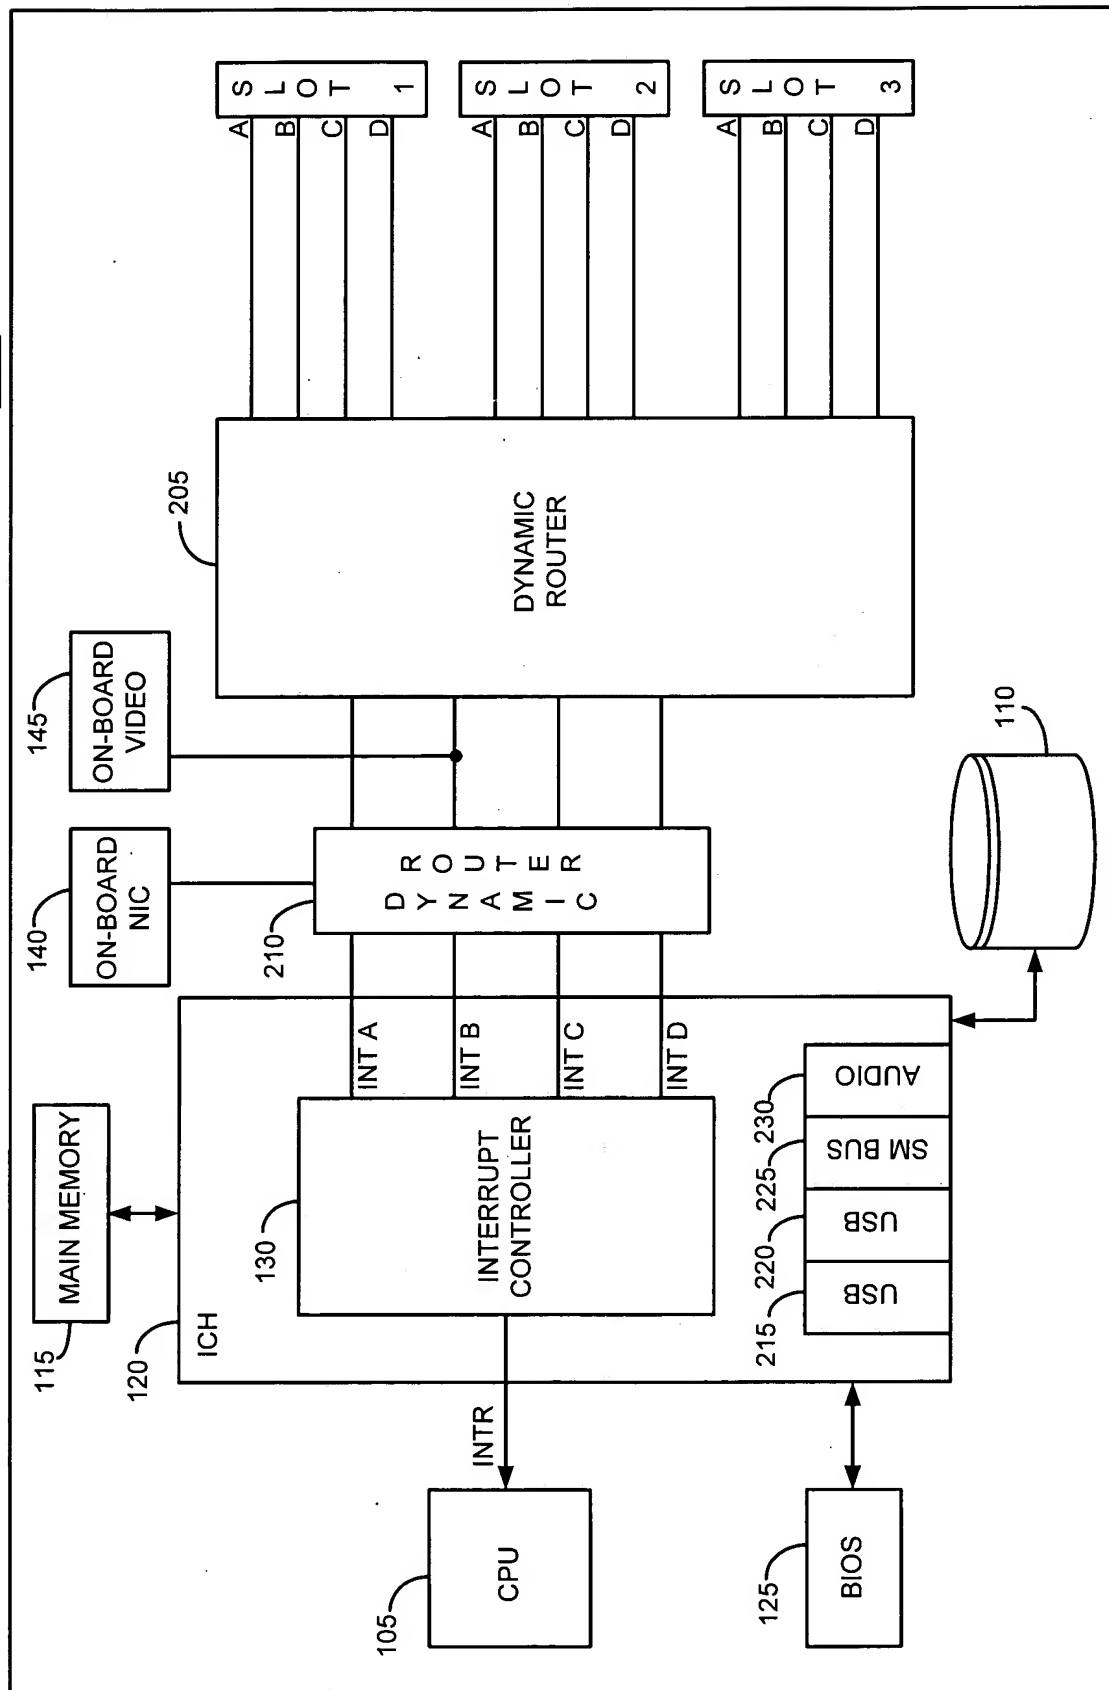 115
MAIN MEMORY
140
ON-BOARD
NIC
145
ON-BOARD
VIDEO
120
ICH
130
INTERRUPT
CONTROLLER
INT A
INT B
INT C
INT D
210
DYNAMIC
ROUTER
205
DYNAMIC
ROUTER
A
B
C
D
SLOT 1
A
B
C
D
SLOT 2
A
B
C
D
SLOT 3
INTR
105
CPU
125
BIOS
215
USB
220
USB
225
SM BUS
230
AUDIO
110